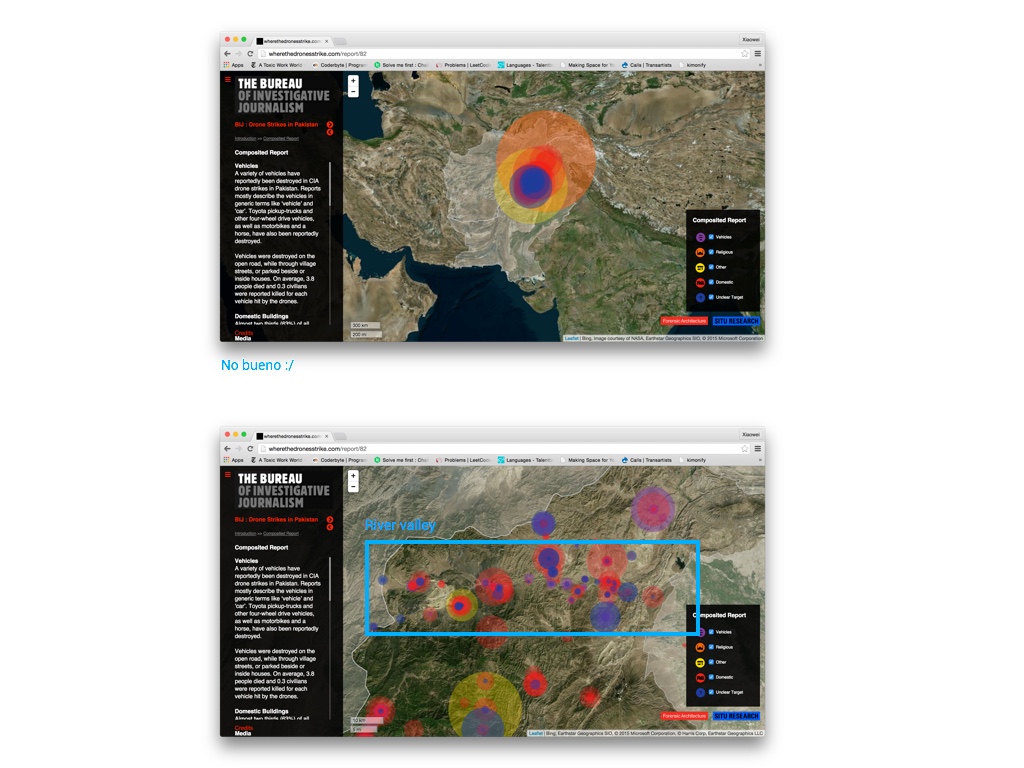 wherethedronesstrike.com
Xiaowei
wherethedronesstrike.com/report/82
Apps A Toxic Work World Coderbyte | Program Solve me first : Chal Problems | LeetCode Languages - Talent Making Space for Yo Calls | Transartists kimonify
THE BUREAU
OF INVESTIGATIVE
JOURNALISM
BIJ : Drone Strikes in Pakistan
Introduction Composited Report
Composited Report
Vehicles
A variety of vehicles have
reportedly been destroyed in CIA
drone strikes in Pakistan. Reports
mostly describe the vehicles in
generic terms like 'vehicle' and
'car'. Toyota pickup-trucks and
other four-wheel drive vehicles,
as well as motorbikes and a
horse, have also been reportedly
destroyed.
Vehicles were destroyed on the
open road, while through village
streets, or parked beside or
inside houses. On average, 3.8
people died and 0.3 civilians
were reported killed for each
vehicle hit by the drones.
Domestic Buildings
Almost two thirds (63%) of all
Credits
Media
+
-
300 km
200 mi
Composited Report
Vehicles
Religious
Other
Domestic
Unclear Target
Forensic Architecture SITU RESEARCH
Leaflet | Bing, Image courtesy of NASA, Earthstar Geographics SIO, © 2015 Microsoft Corporation
No bueno :/
wherethedronesstrike.com
Xiaowei
wherethedronesstrike.com/report/82
Apps A Toxic Work World Coderbyte | Program Solve me first : Chal Problems | LeetCode Languages - Talent Making Space for Yo Calls | Transartists kimonify
THE BUREAU
OF INVESTIGATIVE
JOURNALISM
BIJ : Drone Strikes in Pakistan
Introduction Composited Report
Composited Report
Vehicles
A variety of vehicles have
reportedly been destroyed in CIA
drone strikes in Pakistan. Reports
mostly describe the vehicles in
generic terms like 'vehicle' and
'car'. Toyota pickup-trucks and
other four-wheel drive vehicles,
as well as motorbikes and a
horse, have also been reportedly
destroyed.
Vehicles were destroyed on the
open road, while through village
streets, or parked beside or
inside houses. On average, 3.8
people died and 0.3 civilians
were reported killed for each
vehicle hit by the drones.
Domestic Buildings
Almost two thirds (63%) of all
Credits
Media
+
-
River valley
10 km
5 mi
Composited Report
Vehicles
Religious
Other
Domestic
Unclear Target
Forensic Architecture SITU RESEARCH
Leaflet | Bing, Earthstar Geographics SIO, © 2015 Microsoft Corporation, © Harris Corp, Earthstar Geographics LLC